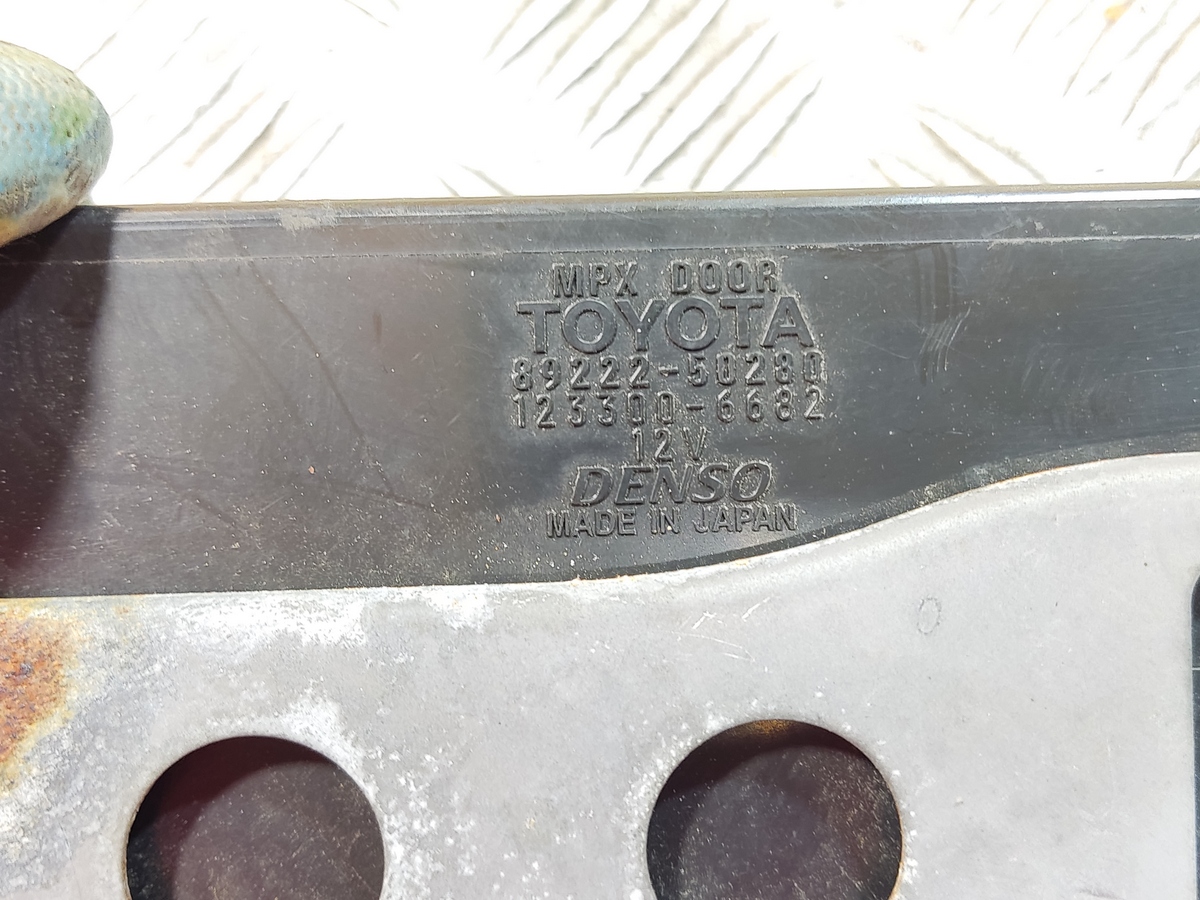 MPX DOOR
TOYOTA
89222-50280
123300-6682
12V
DENSO
MADE IN JAPAN